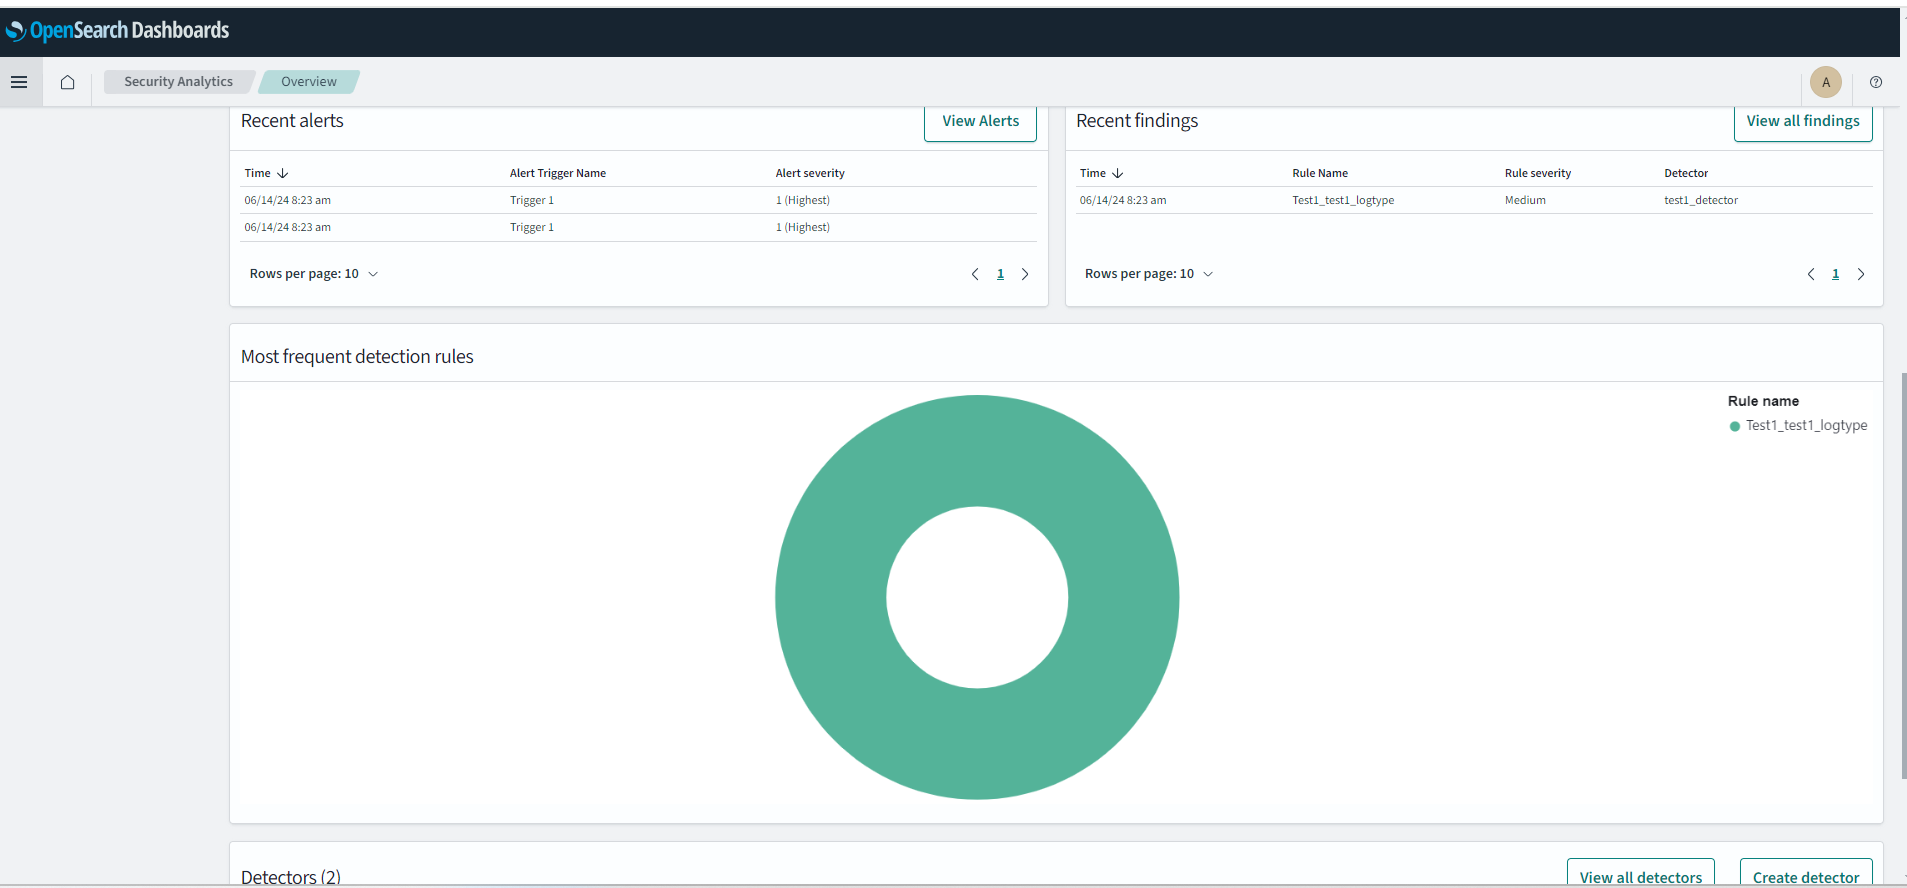 OpenSearch Dashboards
Security Analytics
Overview
A
Recent alerts
View Alerts
Time
Alert Trigger Name
Alert severity
06/14/24 8:23 am
Trigger 1
1 (Highest)
06/14/24 8:23 am
Trigger 1
1 (Highest)
Rows per page: 10
1
Recent findings
View all findings
Time
Rule Name
Rule severity
Detector
06/14/24 8:23 am
Test1_test1_logtype
Medium
test1_detector
Rows per page: 10
1
Most frequent detection rules
Rule name
Test1_test1_logtype
Detectors (2)
View all detectors
Create detector